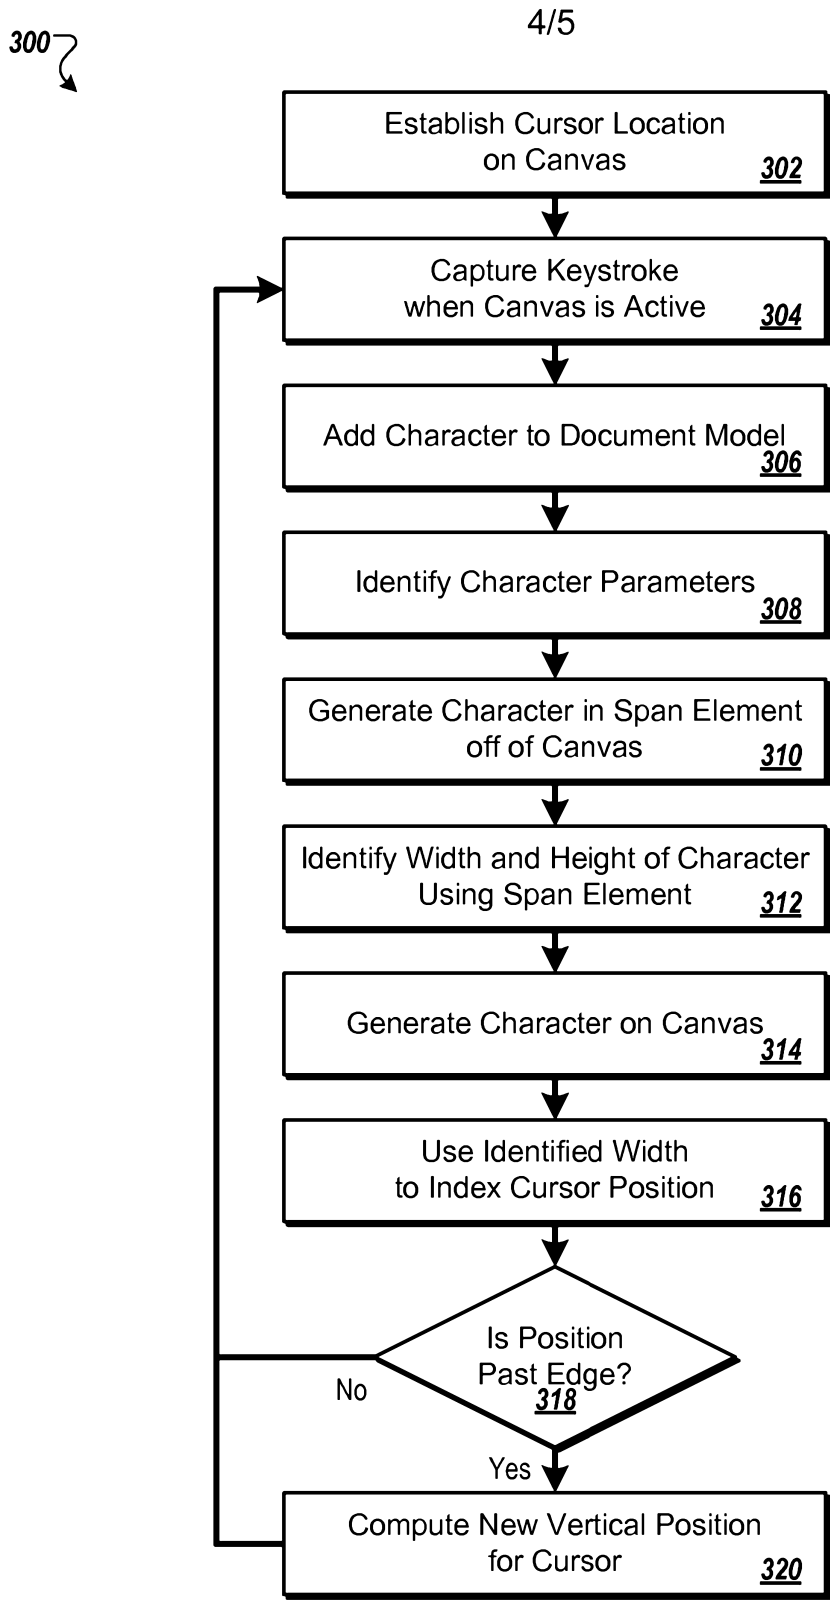 4/5
300
Establish Cursor Location
on Canvas
302
Capture Keystroke
when Canvas is Active
304
Add Character to Document Model
306
Identify Character Parameters
308
Generate Character in Span Element
off of Canvas
310
Identify Width and Height of Character
Using Span Element
312
Generate Character on Canvas
314
Use Identified Width
to Index Cursor Position
316
Is Position
Past Edge?
318
No
Yes
Compute New Vertical Position
for Cursor
320